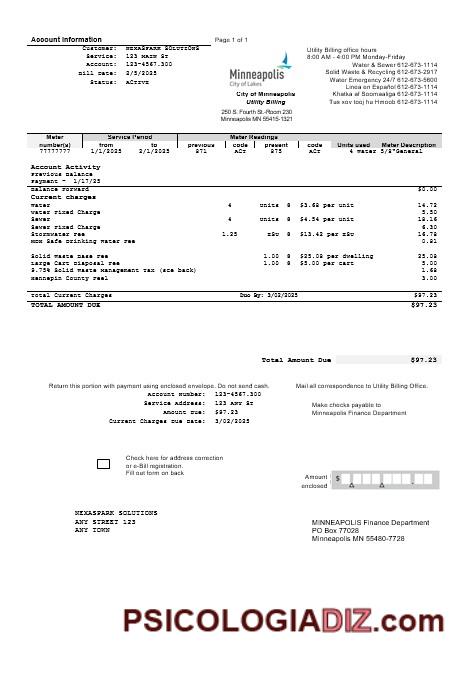 Account Information
Page 1 of 1
Customer: NEXASPARK SOLUTIONS
Service: 123 MAIN ST
Account: 123-4567.300
Bill Date: 2/5/2025
Status: Active
Minneapolis
City of Lakes
City of Minneapolis
Utility Billing
250 S. Fourth St.-Room 230
Minneapolis MN 55415-1321
Utility Billing office hours
8:00 AM - 4:00 PM Monday-Friday
Water & Sewer 612-673-1114
Solid Waste & Recycling 612-673-2917
Water Emergency 24/7 612-673-5600
Linea en Español 612-673-1114
Khatka af Soomaaliga 612-673-1114
Tus xov tooj hu Hmoob 612-673-1114
Meter Service Period Meter Readings
number(s) from to previous code present code Units used Meter Description
77777777 1/1/2025 2/1/2025 871 ACT 875 ACT 4 Water 5/8"General
Account Activity
Previous Balance
Payment - 1/17/25
Balance Forward $0.00
Current charges
Water 4 Units @ $3.68 per unit 14.72
Water Fixed Charge 5.50
Sewer 4 Units @ $4.54 per unit 18.16
Sewer Fixed Charge 6.30
Stormwater Fee 1.25 ESU @ $13.42 per ESU 16.78
MDH Safe Drinking Water Fee 0.81
Solid Waste Base Fee 1.00 @ $25.08 per dwelling 25.08
Large Cart Disposal Fee 1.00 @ $5.00 per cart 5.00
9.75% Solid Waste Management Tax (see back) 1.68
Hennepin County Fee 3.00
Total Current Charges Due By: 3/02/2025 $97.23
TOTAL AMOUNT DUE $97.23
Total Amount Due $97.23
Return this portion with payment using enclosed envelope. Do not send cash.
Mail all correspondence to Utility Billing Office.
Account Number: 123-4567.300
Service Address: 123 ANY St
Amount Due: $97.23
Current Charges Due Date: 3/02/2025
Make checks payable to
Minneapolis Finance Department
Check here for address correction
or e-Bill registration.
Fill out form on back
Amount
enclosed
$
NEXASPARK SOLUTIONS
ANY STREET 123
ANY TOWN
MINNEAPOLIS Finance Department
PO Box 77028
Minneapolis MN 55480-7728
PSICOLOGIADIZ.com